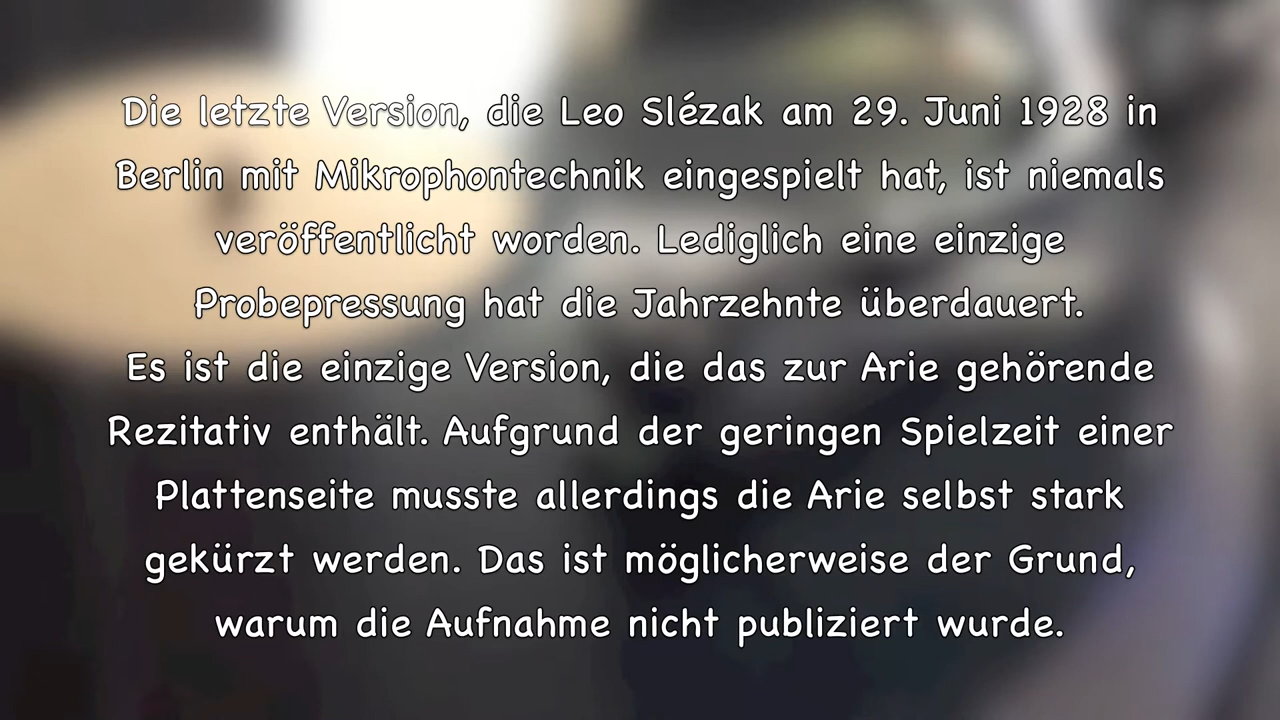 Die letzte Version, die Leo Slézak am 29. Juni 1928 in
Berlin mit Mikrophontechnik eingespielt hat, ist niemals
veröffentlicht worden. Lediglich eine einzige
Probepressung hat die Jahrzehnte überdauert.
Es ist die einzige Version, die das zur Arie gehörende
Rezitativ enthält. Aufgrund der geringen Spielzeit einer
Plattenseite musste allerdings die Arie selbst stark
gekürzt werden. Das ist möglicherweise der Grund,
warum die Aufnahme nicht publiziert wurde.